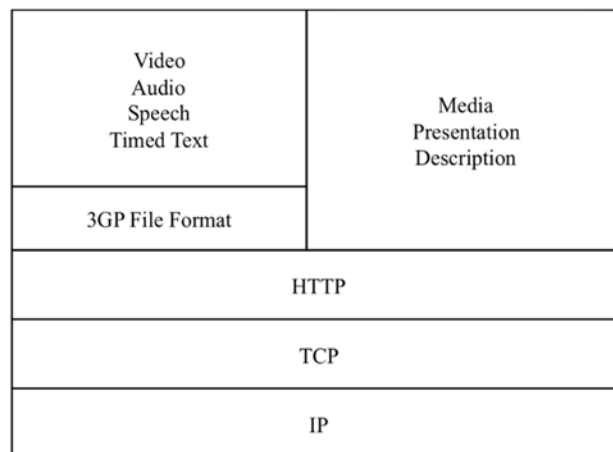 Video
Audio
Speech
Timed Text
Media
Presentation
Description
3GP File Format
HTTP
TCP
IP